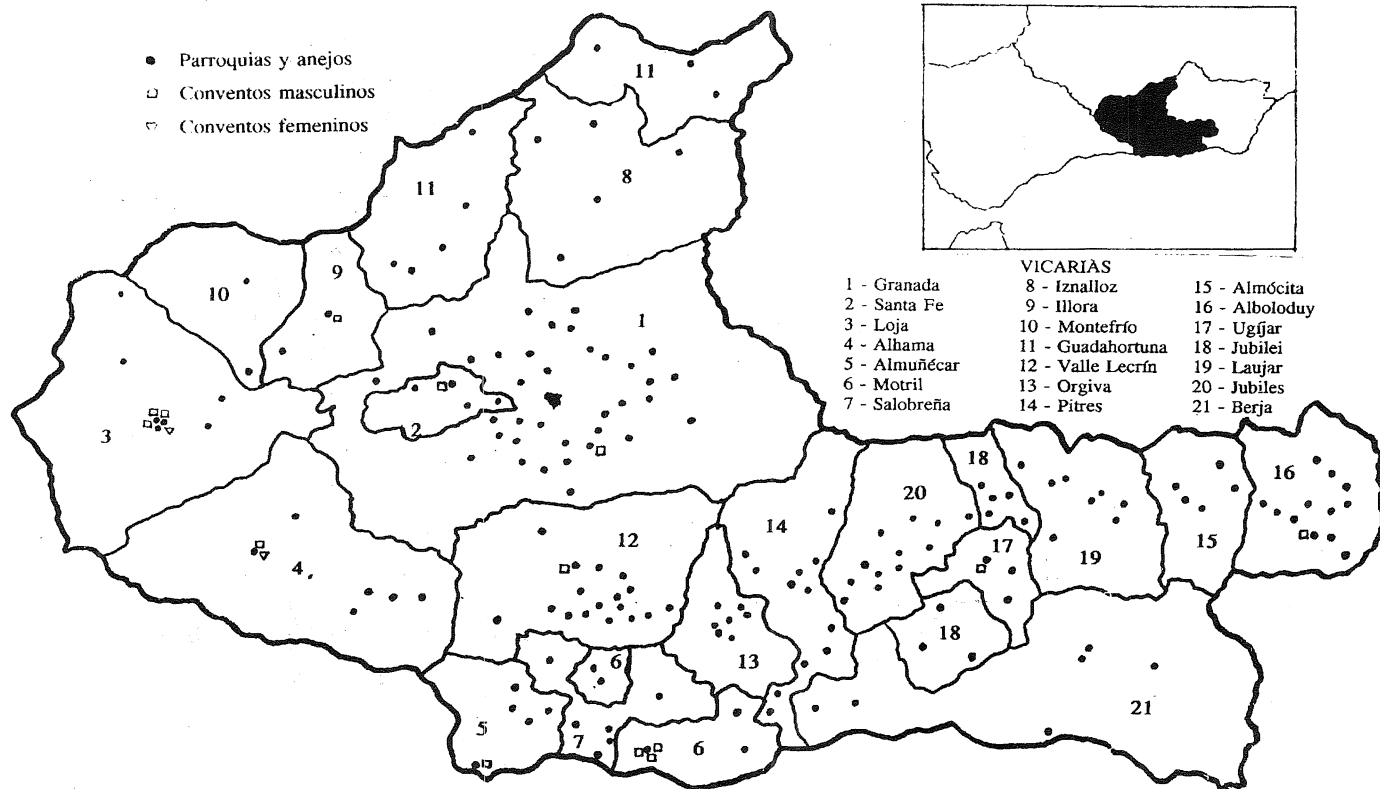 Parroquias y anejos
Conventos masculinos
Conventos femeninos
VICARIAS
1 - Granada
2 - Santa Fe
3 - Loja
4 - Alhama
5 - Almuñécar
6 - Motril
7 - Salobreña
8 - Iznalloz
9 - Illora
10 - Montefrío
11 - Guadahortuna
12 - Valle Lecrín
13 - Orgiva
14 - Pitres
15 - Almócita
16 - Alboloduy
17 - Ugíjar
18 - Jubilei
19 - Laujar
20 - Jubiles
21 - Berja
11
11
8
9
10
1
3
2
4
12
14
20
18
17
19
15
16
18
13
6
5
7
6
21